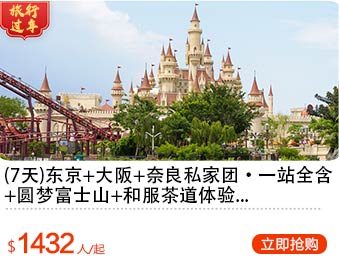 旅行
过年
(7天)东京+大阪+奈良私家团·一站全含
+圆梦富士山+和服茶道体验...
$1432人/起
立即抢购